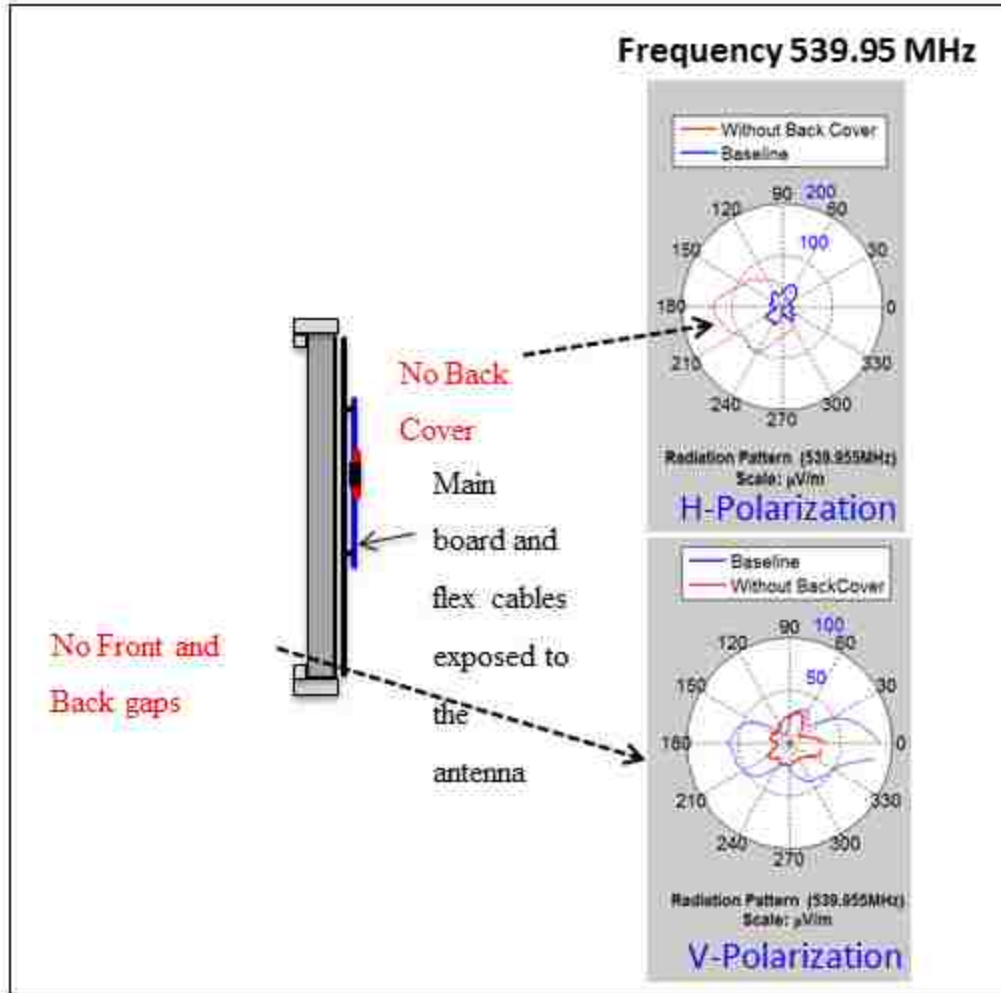 Frequency 539.95 MHz
Without Back Cover
Baseline
90
200
120
60
100
150
30
180
0
210
330
240
300
270
Radiation Pattern (539.955MHz)
Scale: µV/m
H-Polarization
No Back
Cover
Main
board and
flex cables
exposed to
the
antenna
No Front and
Back gaps
Baseline
Without BackCover
90
100
120
60
50
150
30
180
0
210
330
240
300
270
Radiation Pattern (539.955MHz)
Scale: µV/m
V-Polarization